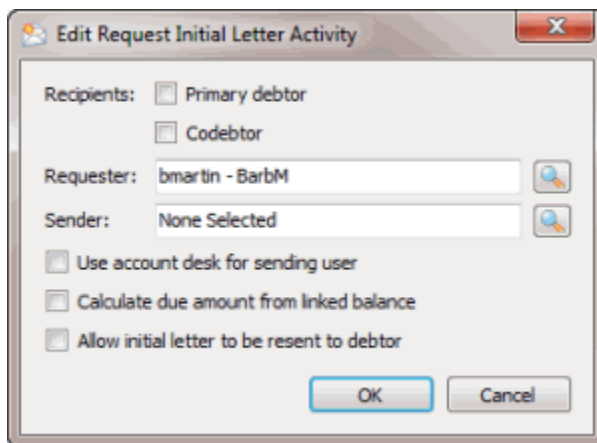 Edit Request Initial Letter Activity
Recipients: Primary debtor
Codebtor
Requester: bmartin - BarbM
Sender: None Selected
Use account desk for sending user
Calculate due amount from linked balance
Allow initial letter to be resent to debtor
OK Cancel